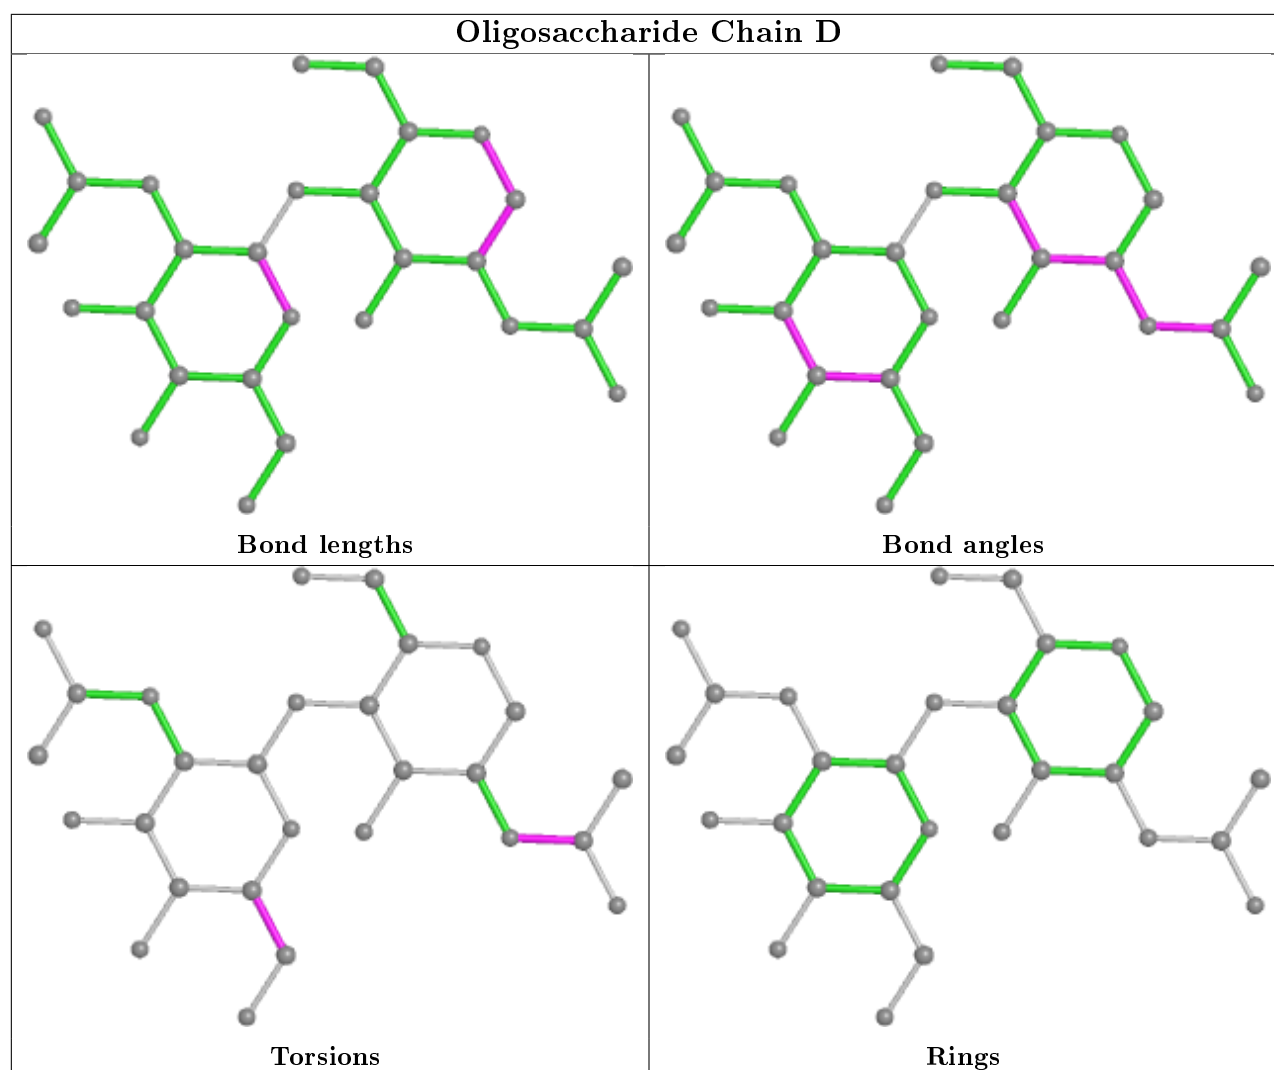 Oligosaccharide Chain D
Bond lengths
Bond angles
Torsions
Rings